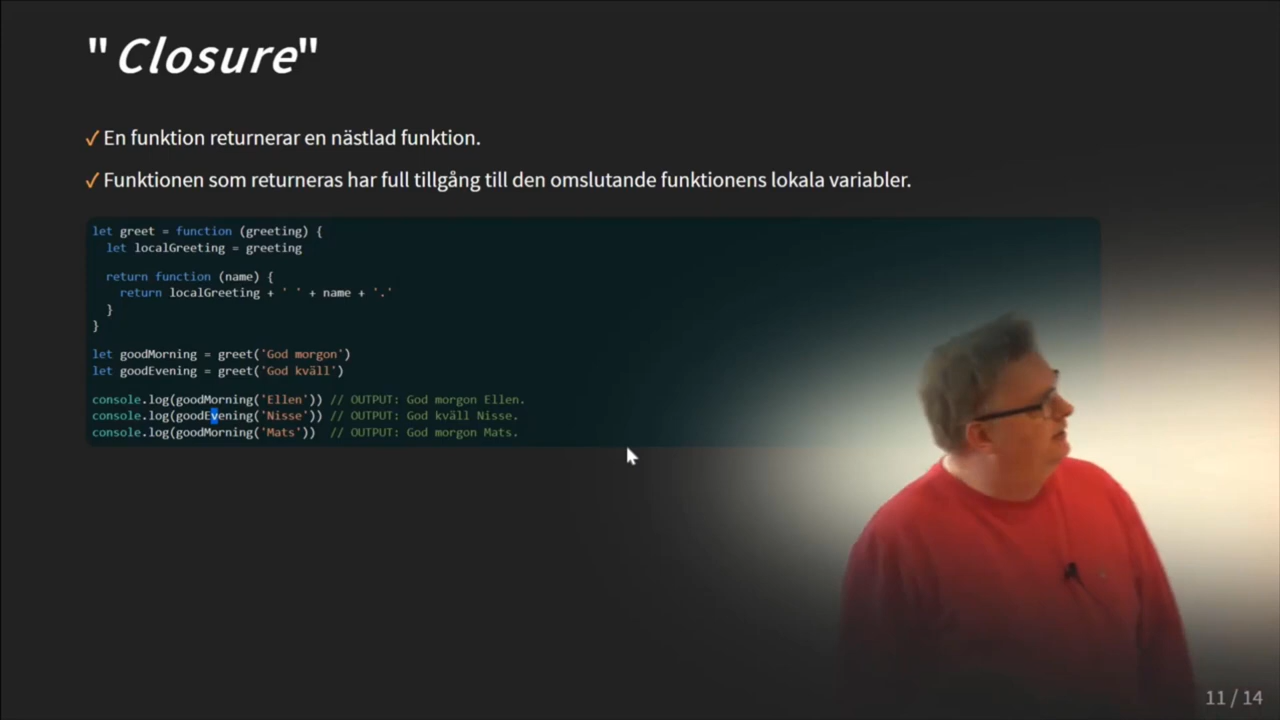 "Closure"
✓ En funktion returnerar en nästlad funktion.
✓ Funktionen som returneras har full tillgång till den omslutande funktionens lokala variabler.
let greet = function (greeting) {
  let localGreeting = greeting
  return function (name) {
    return localGreeting + ' ' + name + '.'
  }
}
let goodMorning = greet('God morgon')
let goodEvening = greet('God kväll')
console.log(goodMorning('Ellen')) // OUTPUT: God morgon Ellen.
console.log(goodEvening('Nisse')) // OUTPUT: God kväll Nisse.
console.log(goodMorning('Mats'))  // OUTPUT: God morgon Mats.
11 / 14